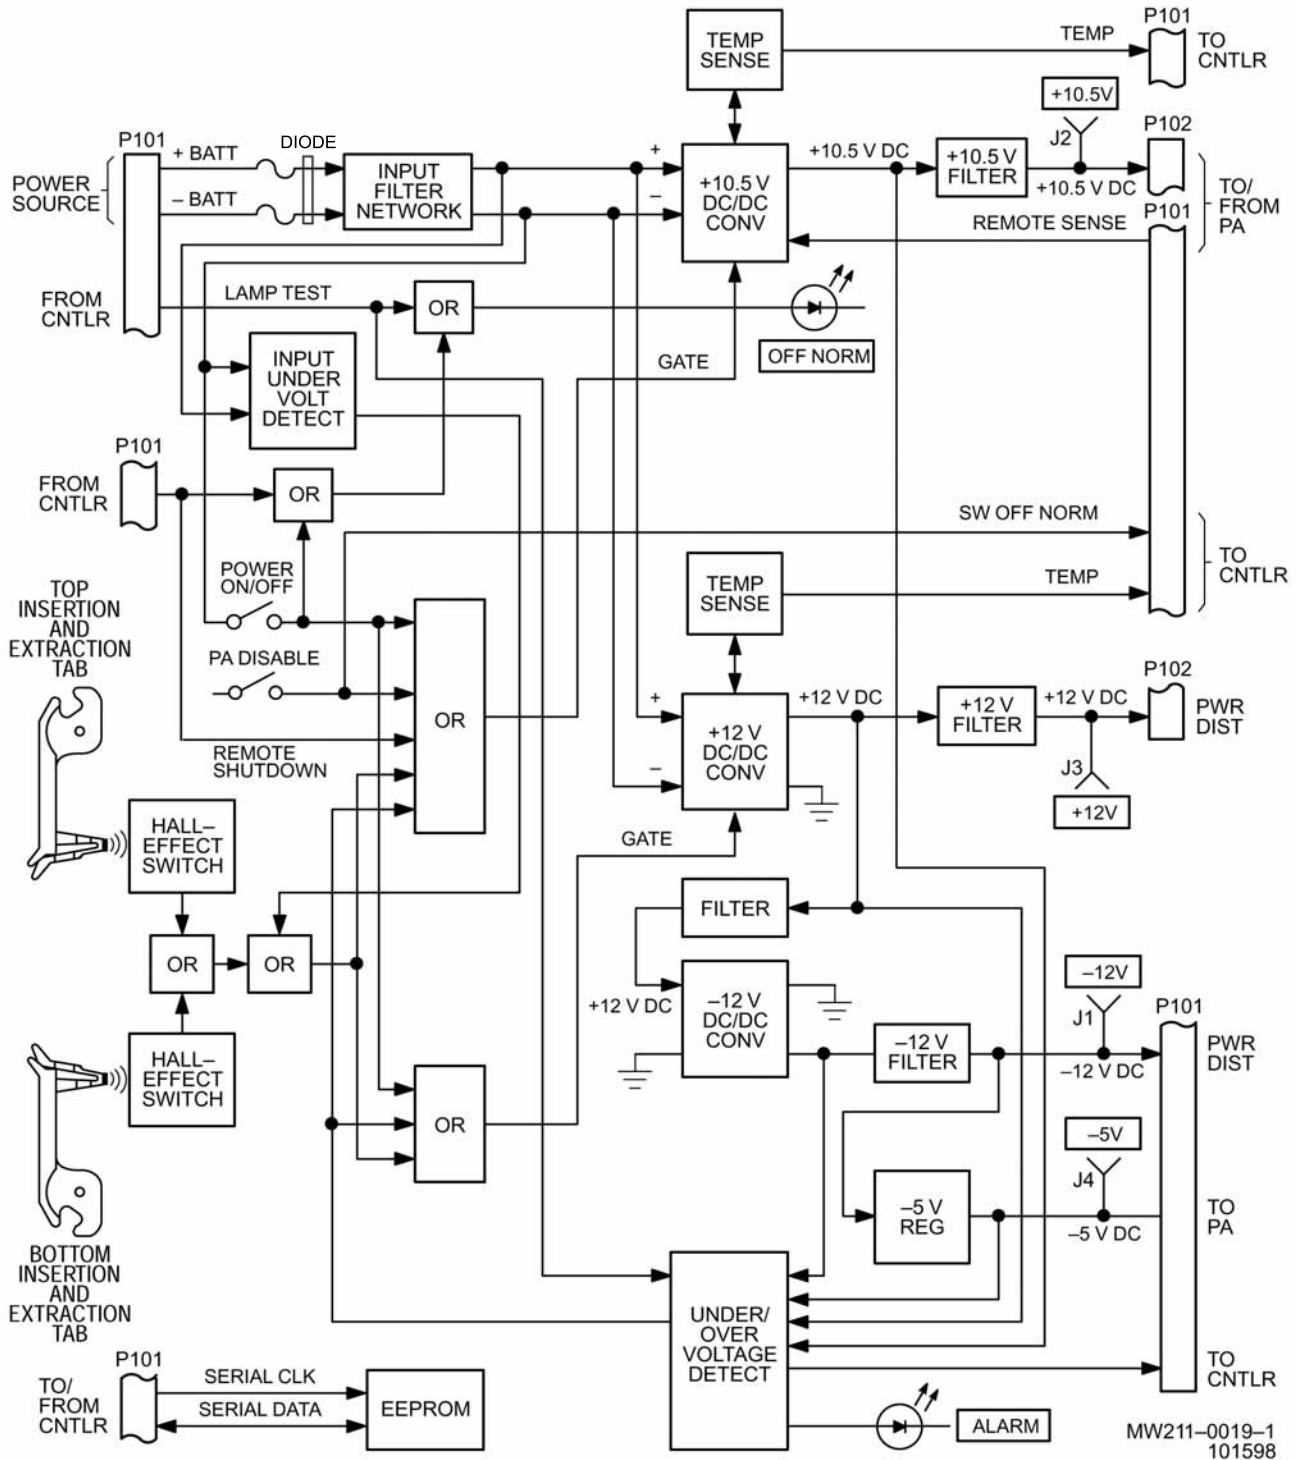 P101
TEMP
SENSE
TEMP
TO
CNTLR
+10.5V
J2
P102
P101
+ BATT
DIODE
POWER
SOURCE
– BATT
INPUT
FILTER
NETWORK
+
–
+10.5 V
DC/DC
CONV
+10.5 V DC
+10.5 V
FILTER
+10.5 V DC
TO/
FROM
PA
P101
REMOTE SENSE
FROM
CNTLR
LAMP TEST
OR
OFF NORM
INPUT
UNDER
VOLT
DETECT
GATE
P101
FROM
CNTLR
OR
SW OFF NORM
TO
CNTLR
POWER
ON/OFF
TEMP
SENSE
TEMP
TOP
INSERTION
AND
EXTRACTION
TAB
PA DISABLE
OR
REMOTE
SHUTDOWN
+
–
+12 V
DC/DC
CONV
+12 V DC
+12 V
FILTER
+12 V DC
P102
PWR
DIST
J3
+12V
HALL–
EFFECT
SWITCH
GATE
FILTER
OR
OR
+12 V DC
–12 V
DC/DC
CONV
–12V
J1
P101
–12 V
FILTER
–12 V DC
PWR
DIST
HALL–
EFFECT
SWITCH
OR
–5V
J4
–5 V
REG
–5 V DC
TO
PA
BOTTOM
INSERTION
AND
EXTRACTION
TAB
UNDER/
OVER
VOLTAGE
DETECT
TO
CNTLR
P101
TO/
FROM
CNTLR
SERIAL CLK
SERIAL DATA
EEPROM
ALARM
MW211–0019–1
101598